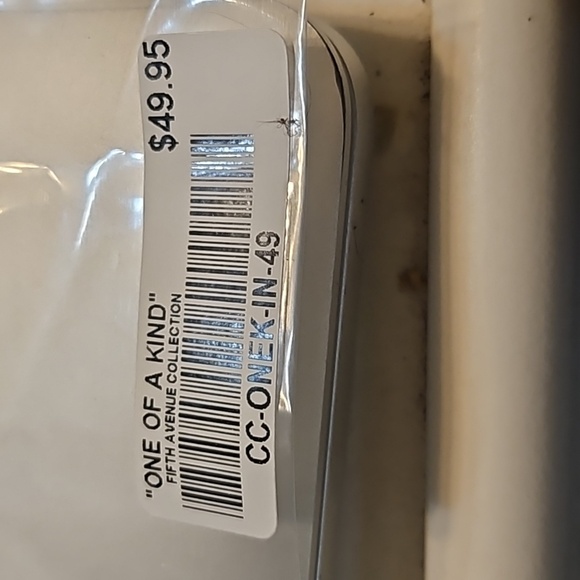 $49.95
"ONE OF A KIND"
FIFTH AVENUE COLLECTION
CC-ONEK-IN-49